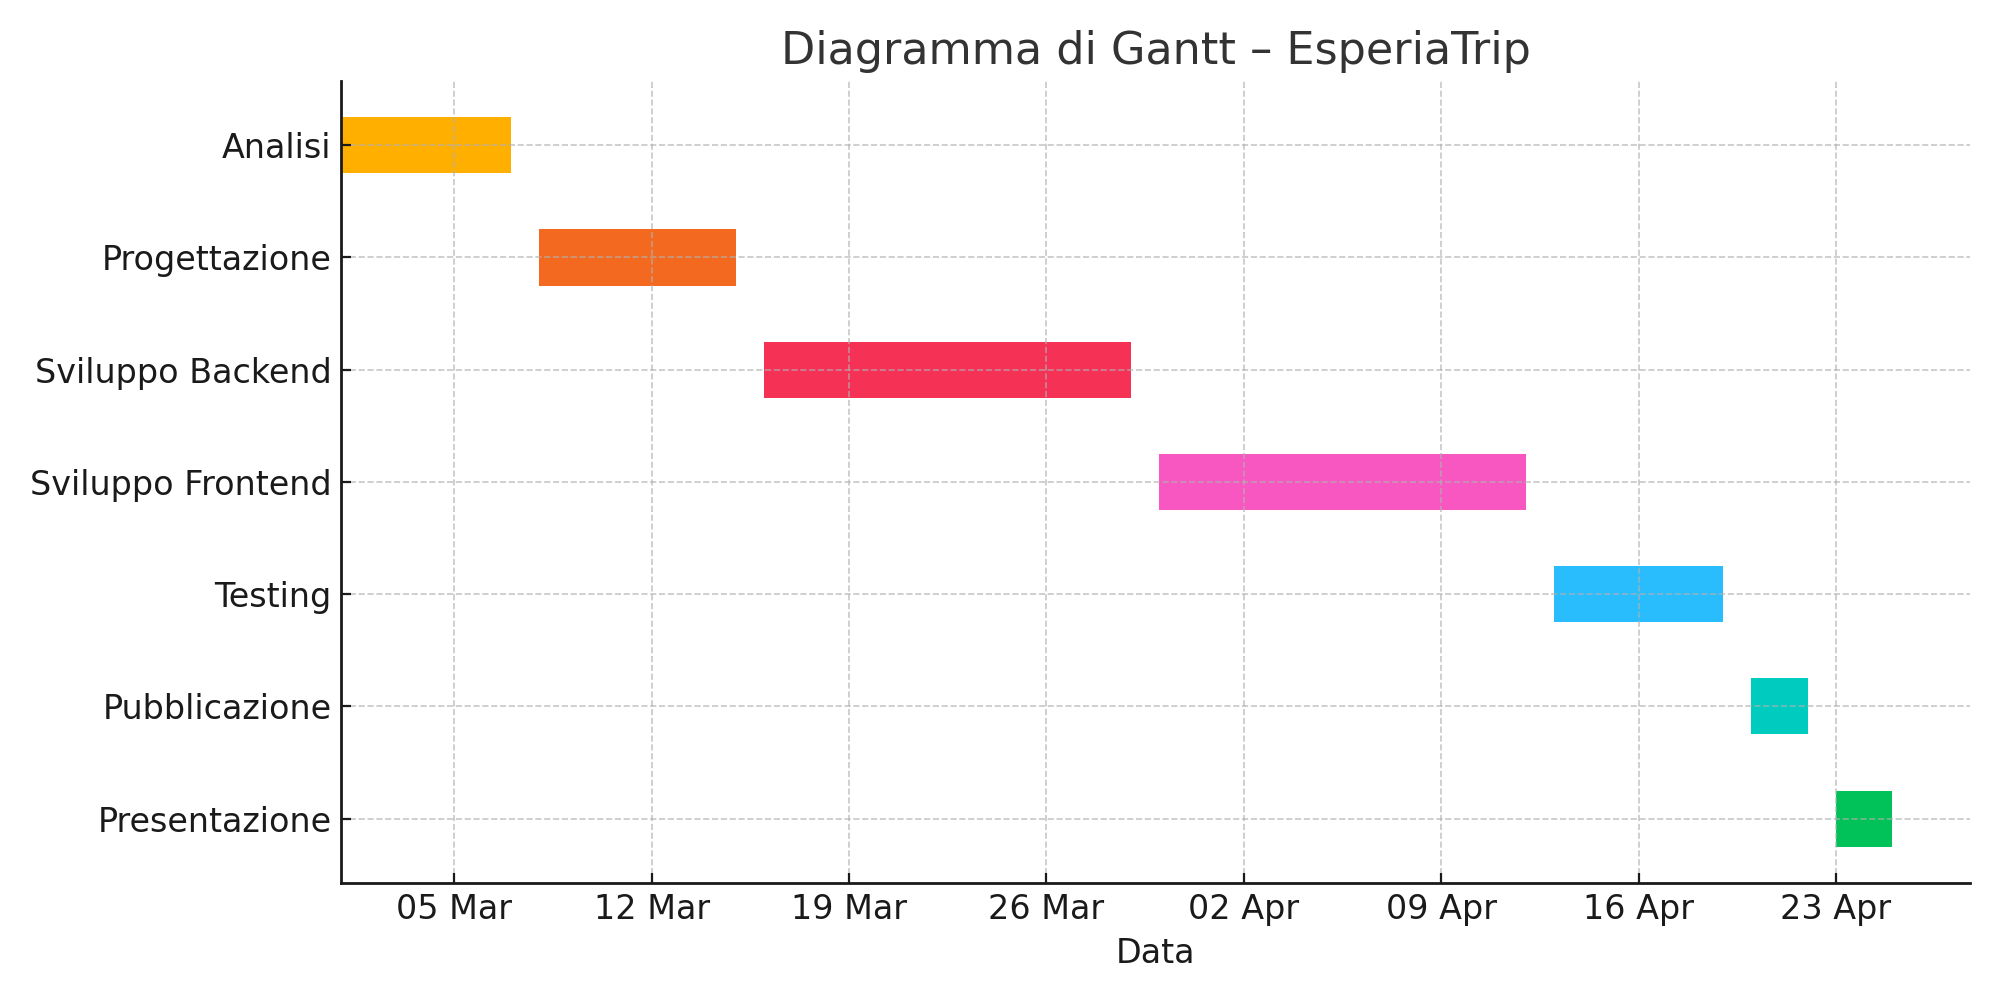 Diagramma di Gantt – EsperiaTrip
Analisi
Progettazione
Sviluppo Backend
Sviluppo Frontend
Testing
Pubblicazione
Presentazione
05 Mar 12 Mar 19 Mar 26 Mar 02 Apr 09 Apr 16 Apr 23 Apr
Data